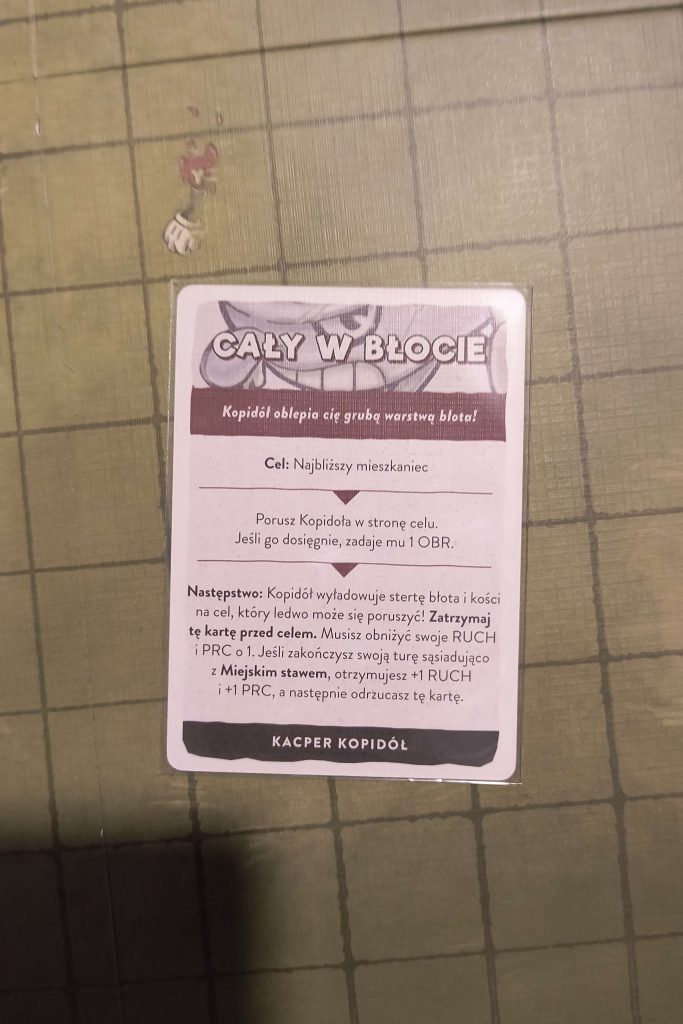 CAŁY W BŁOCIE
Kopidół oblepia cię grubą warstwą błota!
Cel: Najbliższy mieszkaniec
Porusz Kopidoła w stronę celu.
Jeśli go dosięgnie, zadaje mu 1 OBR.
Następstwo: Kopidół wyładowuje stertę błota i kości
na cel, który ledwo może się poruszyć! Zatrzymaj
tę kartę przed celem. Musisz obniżyć swoje RUCH
i PRC o 1. Jeśli zakończysz swoją turę sąsiadująco
z Miejskim stawem, otrzymujesz +1 RUCH
i +1 PRC, a następnie odrzucasz tę kartę.
KACPER KOPIDÓŁ